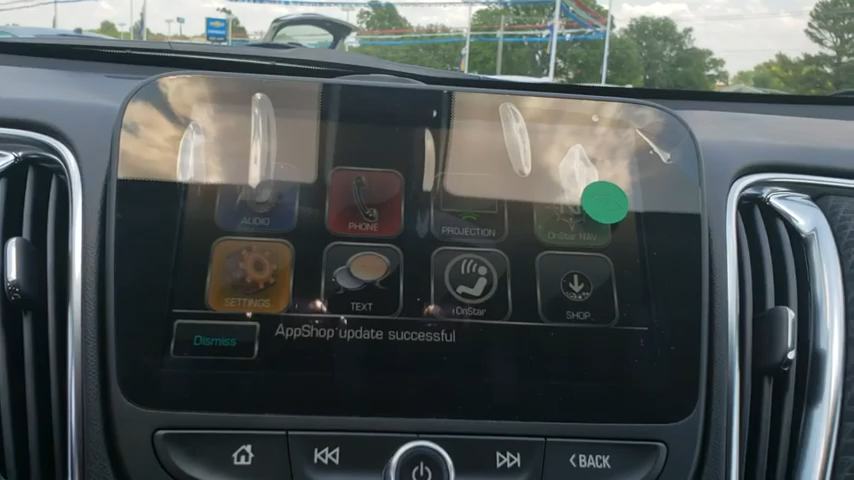 AUDIO
PHONE
PROJECTION
OnStar NAV
SETTINGS
TEXT
OnStar
SHOP
Dismiss
AppShop update successful
BACK